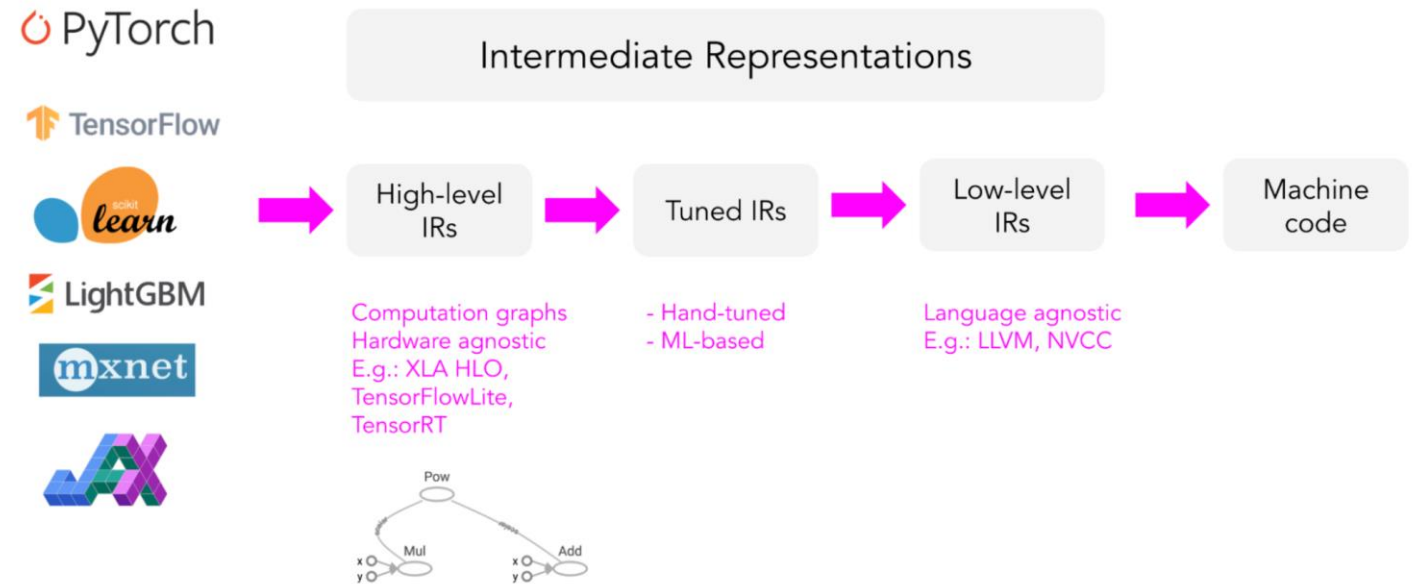 PyTorch
TensorFlow
scikit
learn
LightGBM
mxnet
JAX
Intermediate Representations
High-level
IRs
Tuned IRs
Low-level
IRs
Machine
code
Computation graphs
Hardware agnostic
E.g.: XLA HLO,
TensorFlowLite,
TensorRT
- Hand-tuned
- ML-based
Language agnostic
E.g.: LLVM, NVCC
Pow
Mul
x
y
Add
x
y